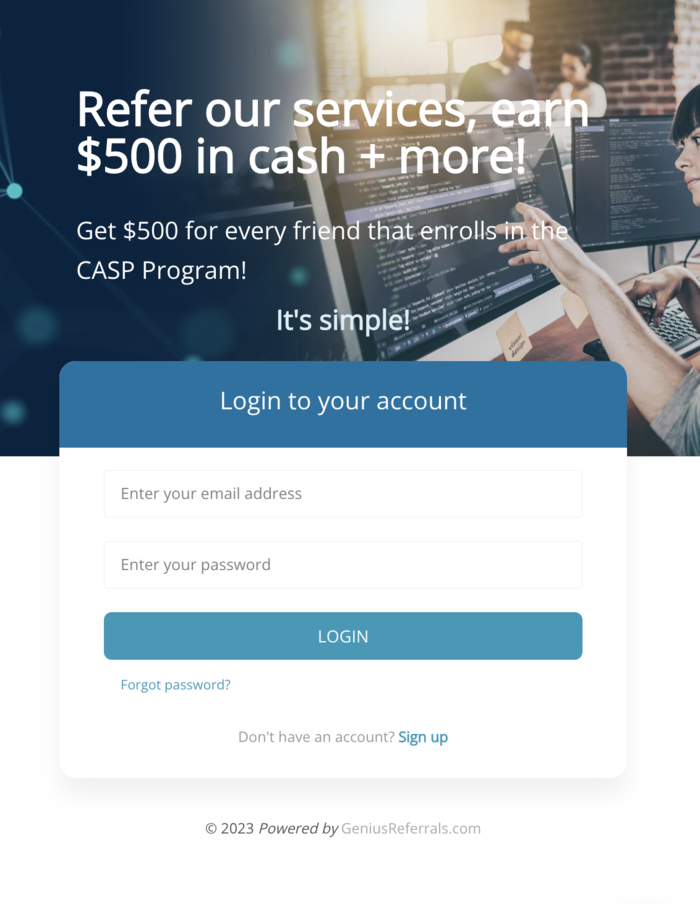 Refer our services, earn
$500 in cash + more!
Get $500 for every friend that enrolls in the
CASP Program!
It's simple!
Login to your account
Enter your email address
Enter your password
LOGIN
Forgot password?
Don't have an account? Sign up
© 2023 Powered by GeniusReferrals.com